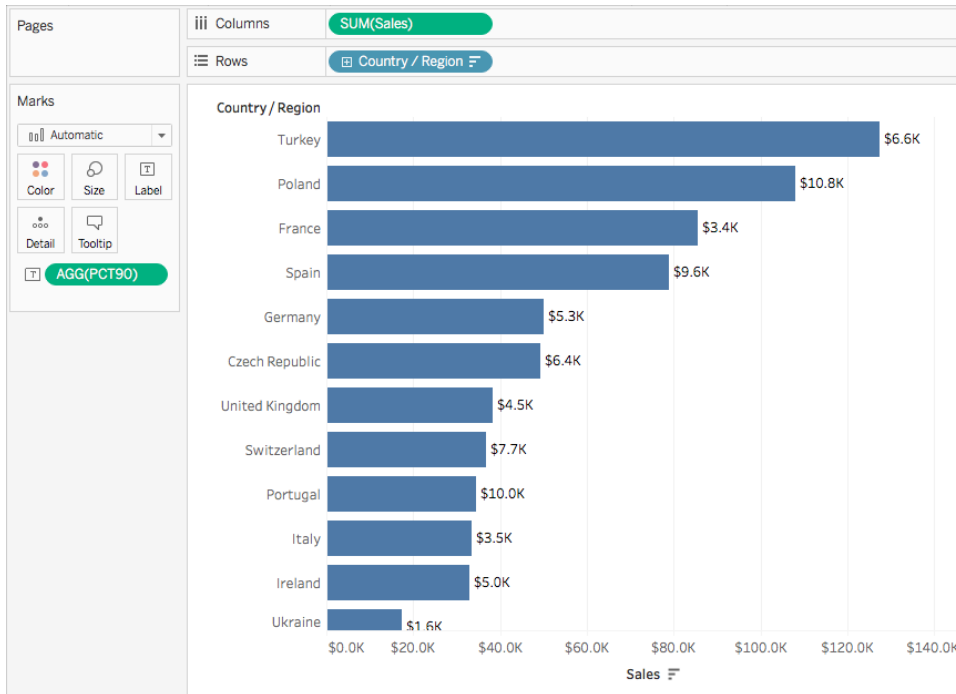 Pages
Columns
SUM(Sales)
Rows
Country / Region
Marks
Automatic
Color
Size
Label
Detail
Tooltip
AGG(PCT90)
Country / Region
Turkey $6.6K
Poland $10.8K
France $3.4K
Spain $9.6K
Germany $5.3K
Czech Republic $6.4K
United Kingdom $4.5K
Switzerland $7.7K
Portugal $10.0K
Italy $3.5K
Ireland $5.0K
Ukraine $1.6K
$0.0K $20.0K $40.0K $60.0K $80.0K $100.0K $120.0K $140.0K
Sales